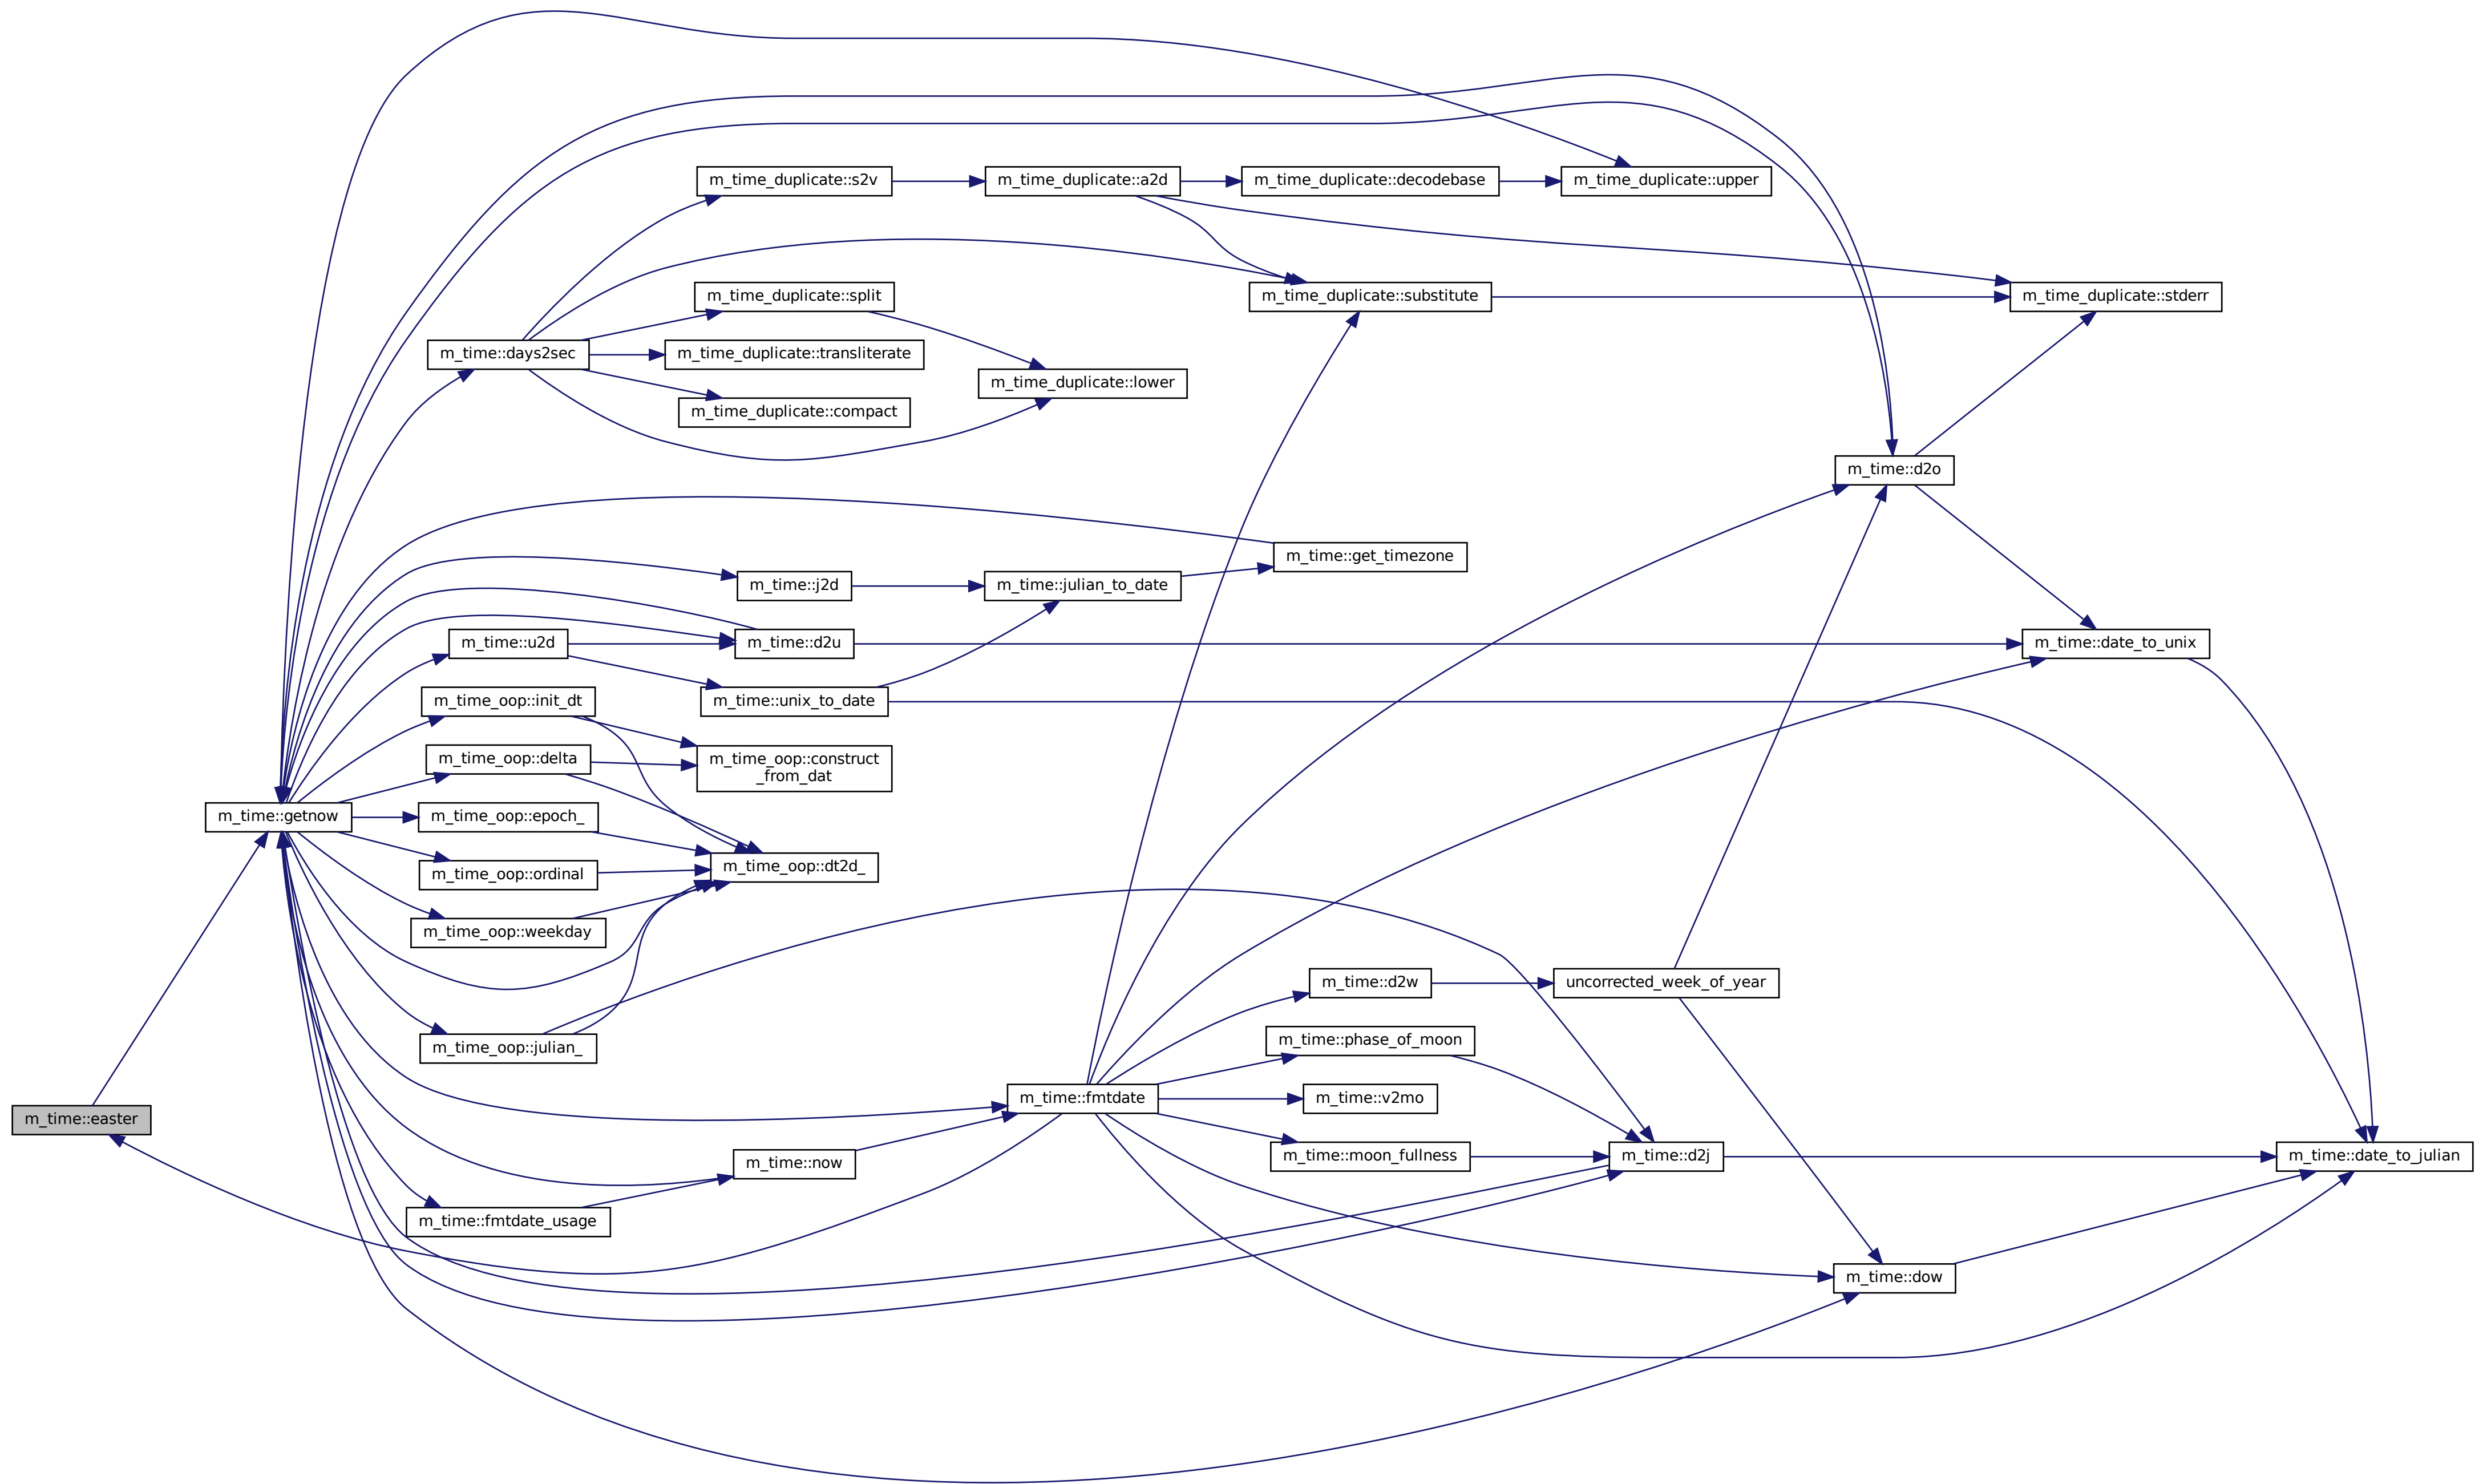 m_time_duplicate::s2v
m_time_duplicate::a2d
m_time_duplicate::decodebase
m_time_duplicate::upper
m_time_duplicate::split
m_time_duplicate::substitute
m_time_duplicate::stderr
m_time::days2sec
m_time_duplicate::transliterate
m_time_duplicate::lower
m_time_duplicate::compact
m_time::d2o
m_time::get_timezone
m_time::j2d
m_time::julian_to_date
m_time::u2d
m_time::d2u
m_time::date_to_unix
m_time_oop::init_dt
m_time::unix_to_date
m_time_oop::delta
m_time_oop::construct
_from_dat
m_time::getnow
m_time_oop::epoch_
m_time_oop::ordinal
m_time_oop::dt2d_
m_time_oop::weekday
m_time::d2w
uncorrected_week_of_year
m_time_oop::julian_
m_time::phase_of_moon
m_time::easter
m_time::fmtdate
m_time::v2mo
m_time::now
m_time::moon_fullness
m_time::d2j
m_time::date_to_julian
m_time::fmtdate_usage
m_time::dow